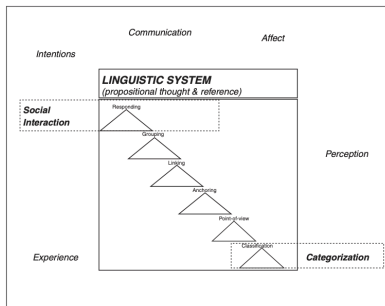 Communication
Affect
Intentions
LINGUISTIC SYSTEM
(propositional thought & reference)
Social
Interaction
Responding
Grouping
Linking
Anchoring
Perception
Point-of-view
Classification
Experience
Categorization